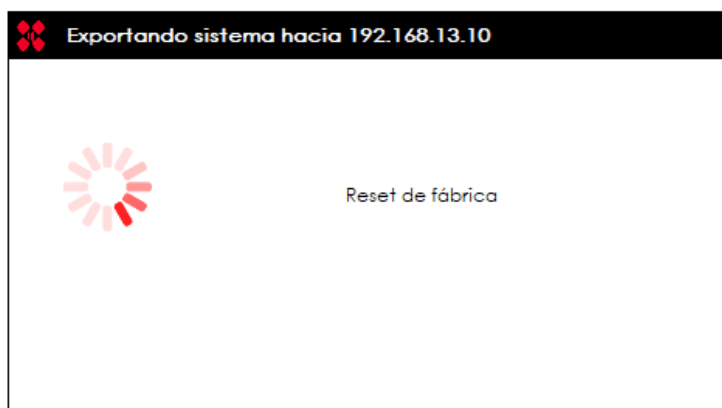 Exportando sistema hacia 192.168.13.10
Reset de fábrica